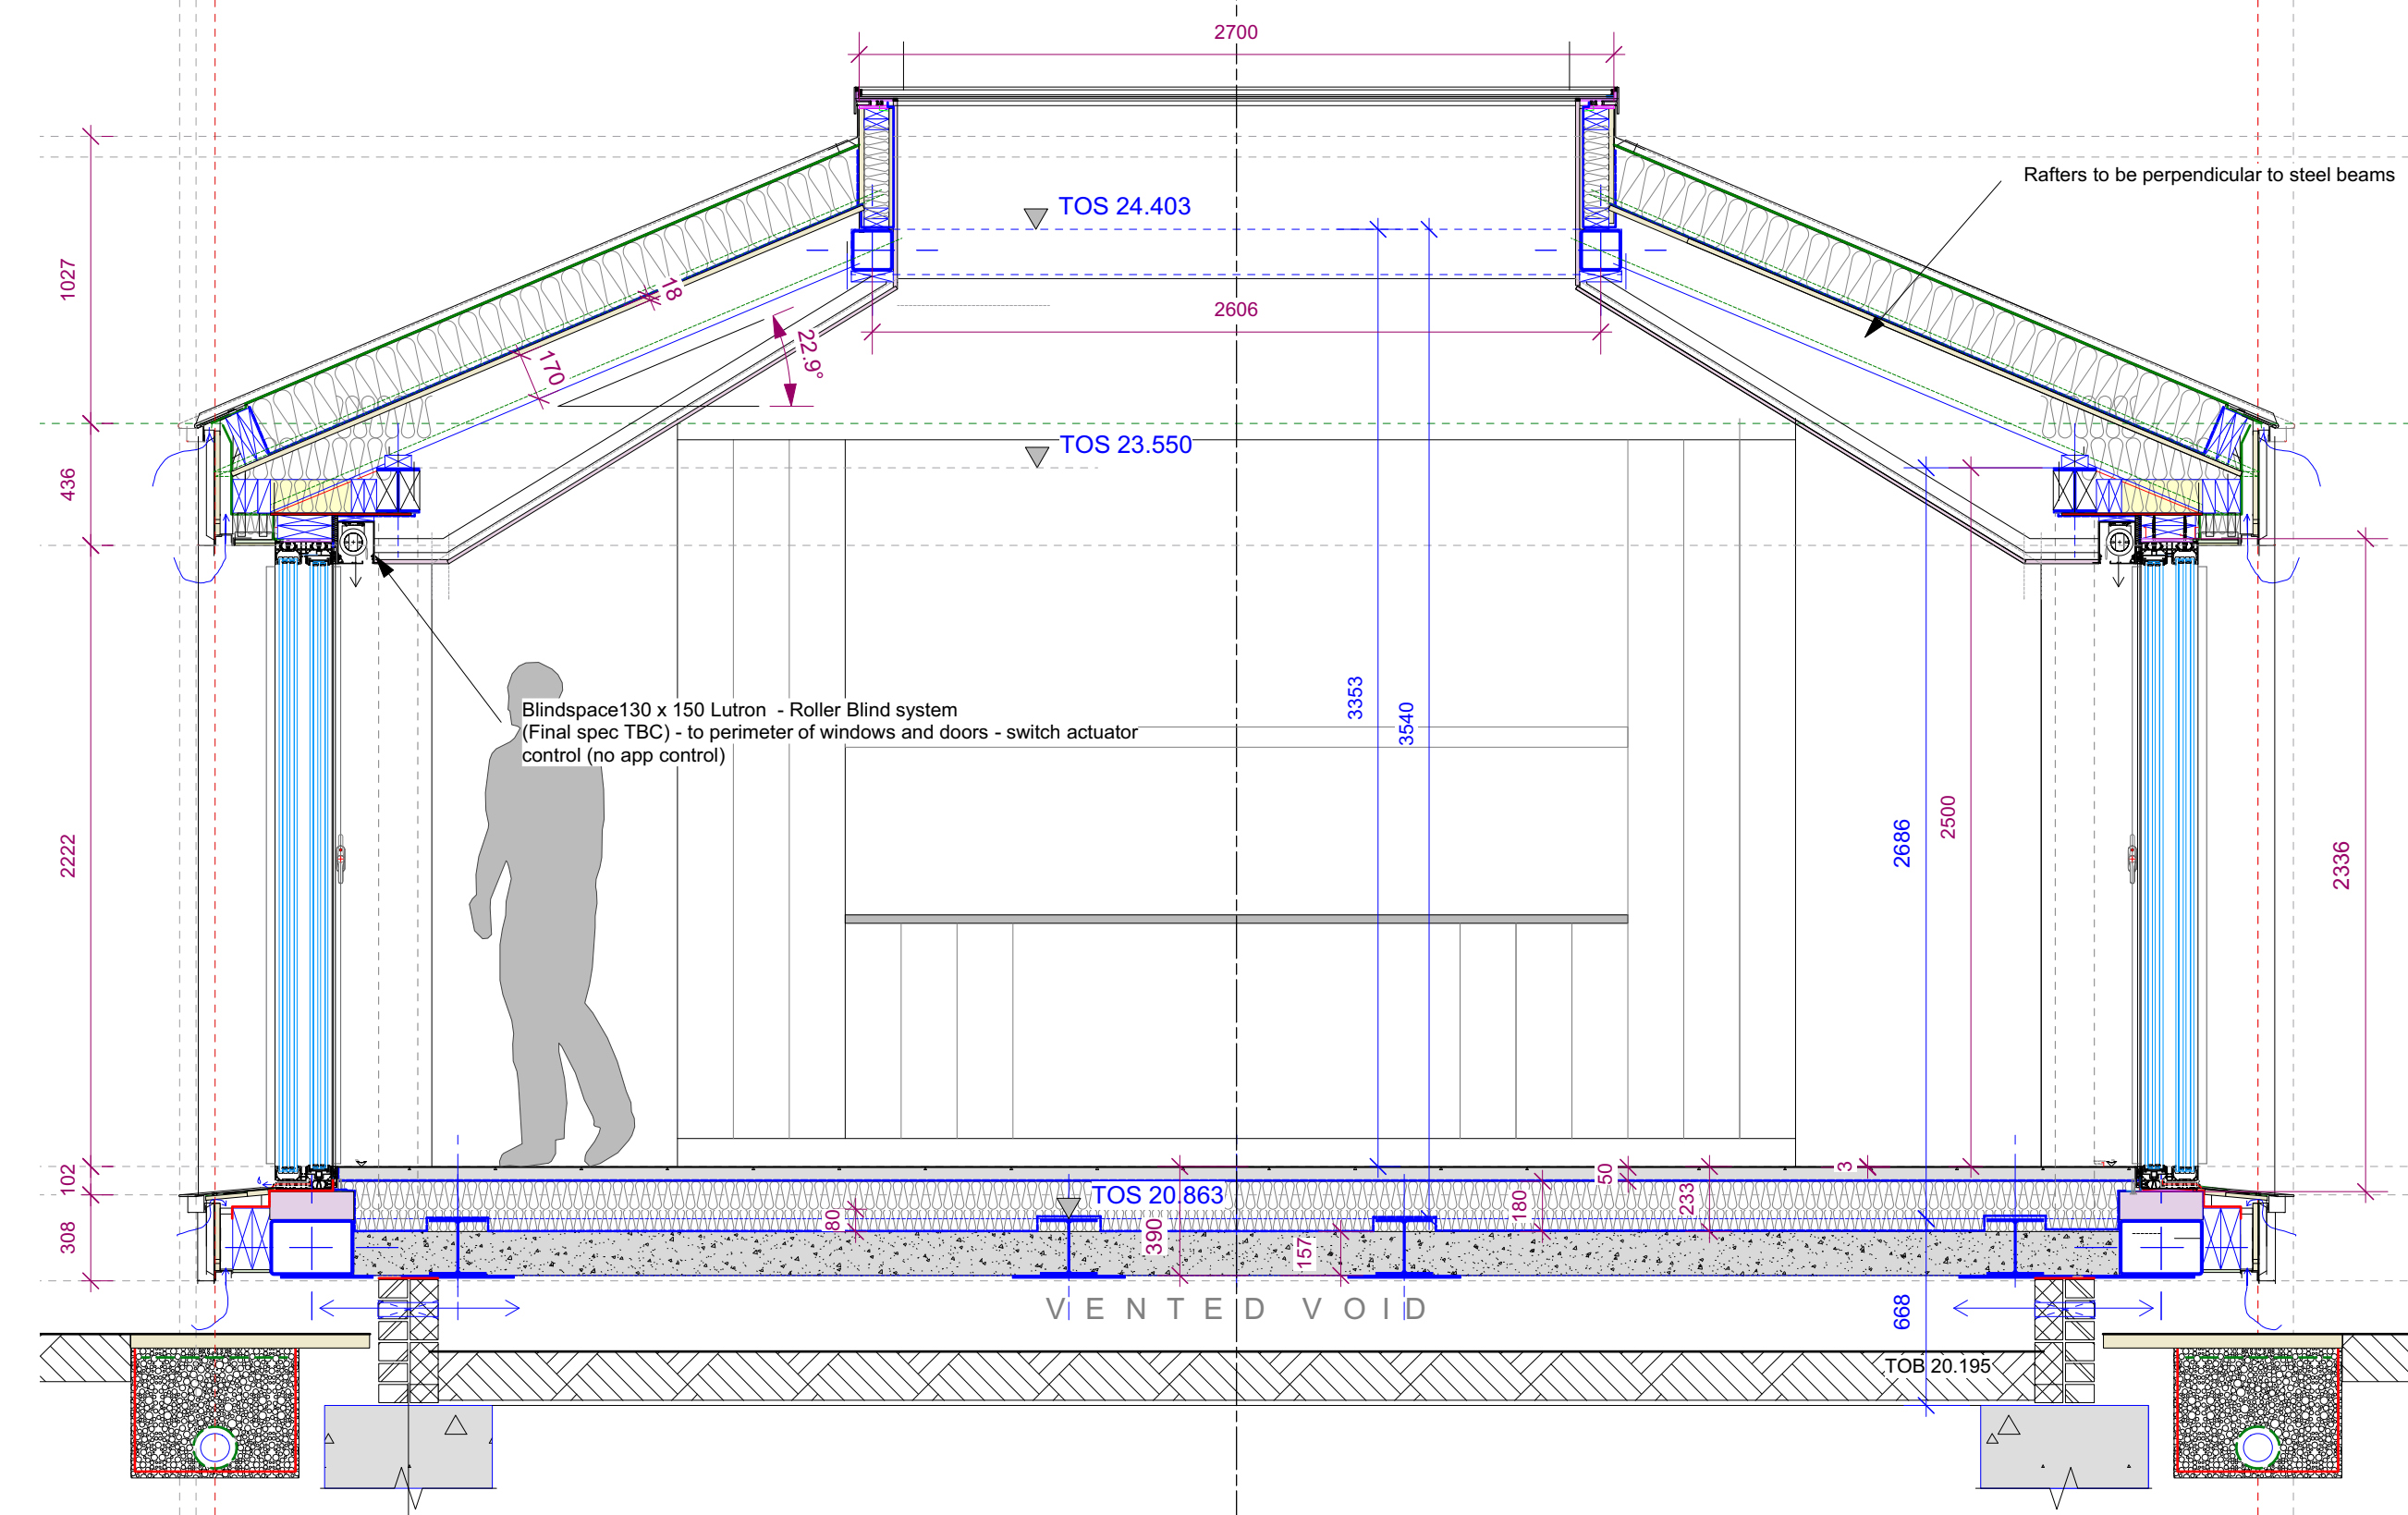 2700
Rafters to be perpendicular to steel beams
TOS 24.403
1027
18
2606
22.9°
170
TOS 23.550
436
Blindspace130 x 150 Lutron  - Roller Blind system
(Final spec TBC) - to perimeter of windows and doors - switch actuator
control (no app control)
3353
3540
2686
2500
2222
2336
102
TOS 20.863
50
3
180
233
80
390
157
308
VENTED VOID
668
TOB 20.195